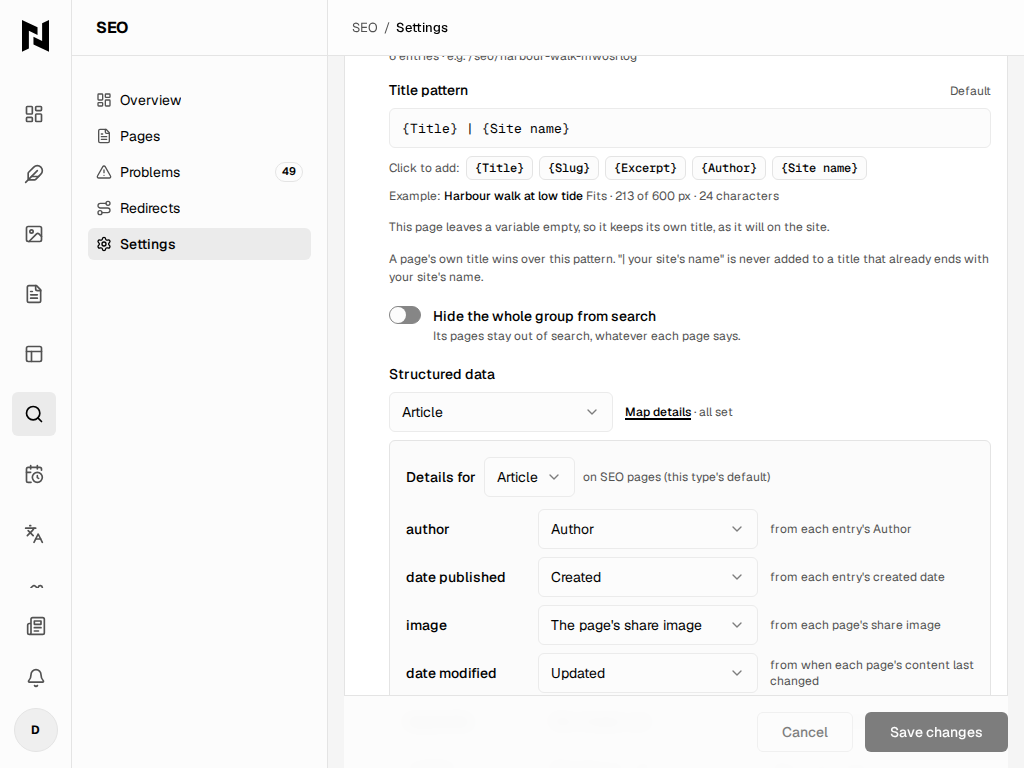 SEO
SEO / Settings
Overview
Pages
Problems 49
Redirects
Settings
6 entries · e.g. /seo/harbour-walk-mwosrlog
Title pattern Default
{Title} | {Site name}
Click to add: {Title} {Slug} {Excerpt} {Author} {Site name}
Example: Harbour walk at low tide Fits · 213 of 600 px · 24 characters
This page leaves a variable empty, so it keeps its own title, as it will on the site.
A page's own title wins over this pattern. "| your site's name" is never added to a title that already ends with
your site's name.
Hide the whole group from search
Its pages stay out of search, whatever each page says.
Structured data
Article Map details · all set
Details for Article on SEO pages (this type's default)
author Author from each entry's Author
date published Created from each entry's created date
image The page's share image from each page's share image
date modified Updated from when each page's content last
changed
D
Cancel Save changes